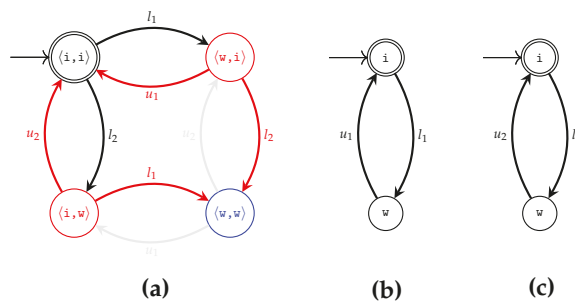 l₁
⟨i,i⟩
⟨w,i⟩
u₁
u₂
l₂
u₂
l₂
l₁
⟨i,w⟩
⟨w,w⟩
u₁
(a)
i
u₁
l₁
w
(b)
i
u₂
l
w
(c)